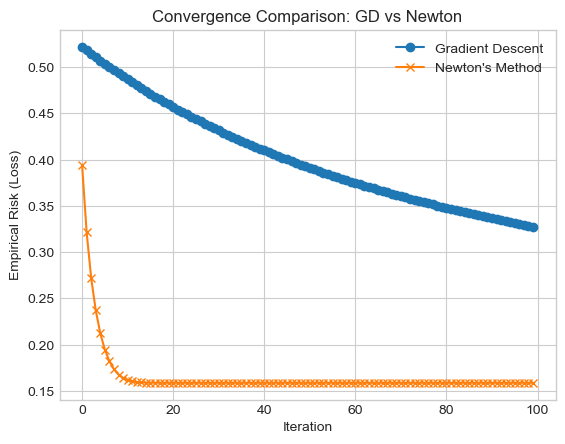 Convergence Comparison: GD vs Newton
Gradient Descent
Newton's Method
Empirical Risk (Loss)
0.50
0.45
0.40
0.35
0.30
0.25
0.20
0.15
0 20 40 60 80 100
Iteration